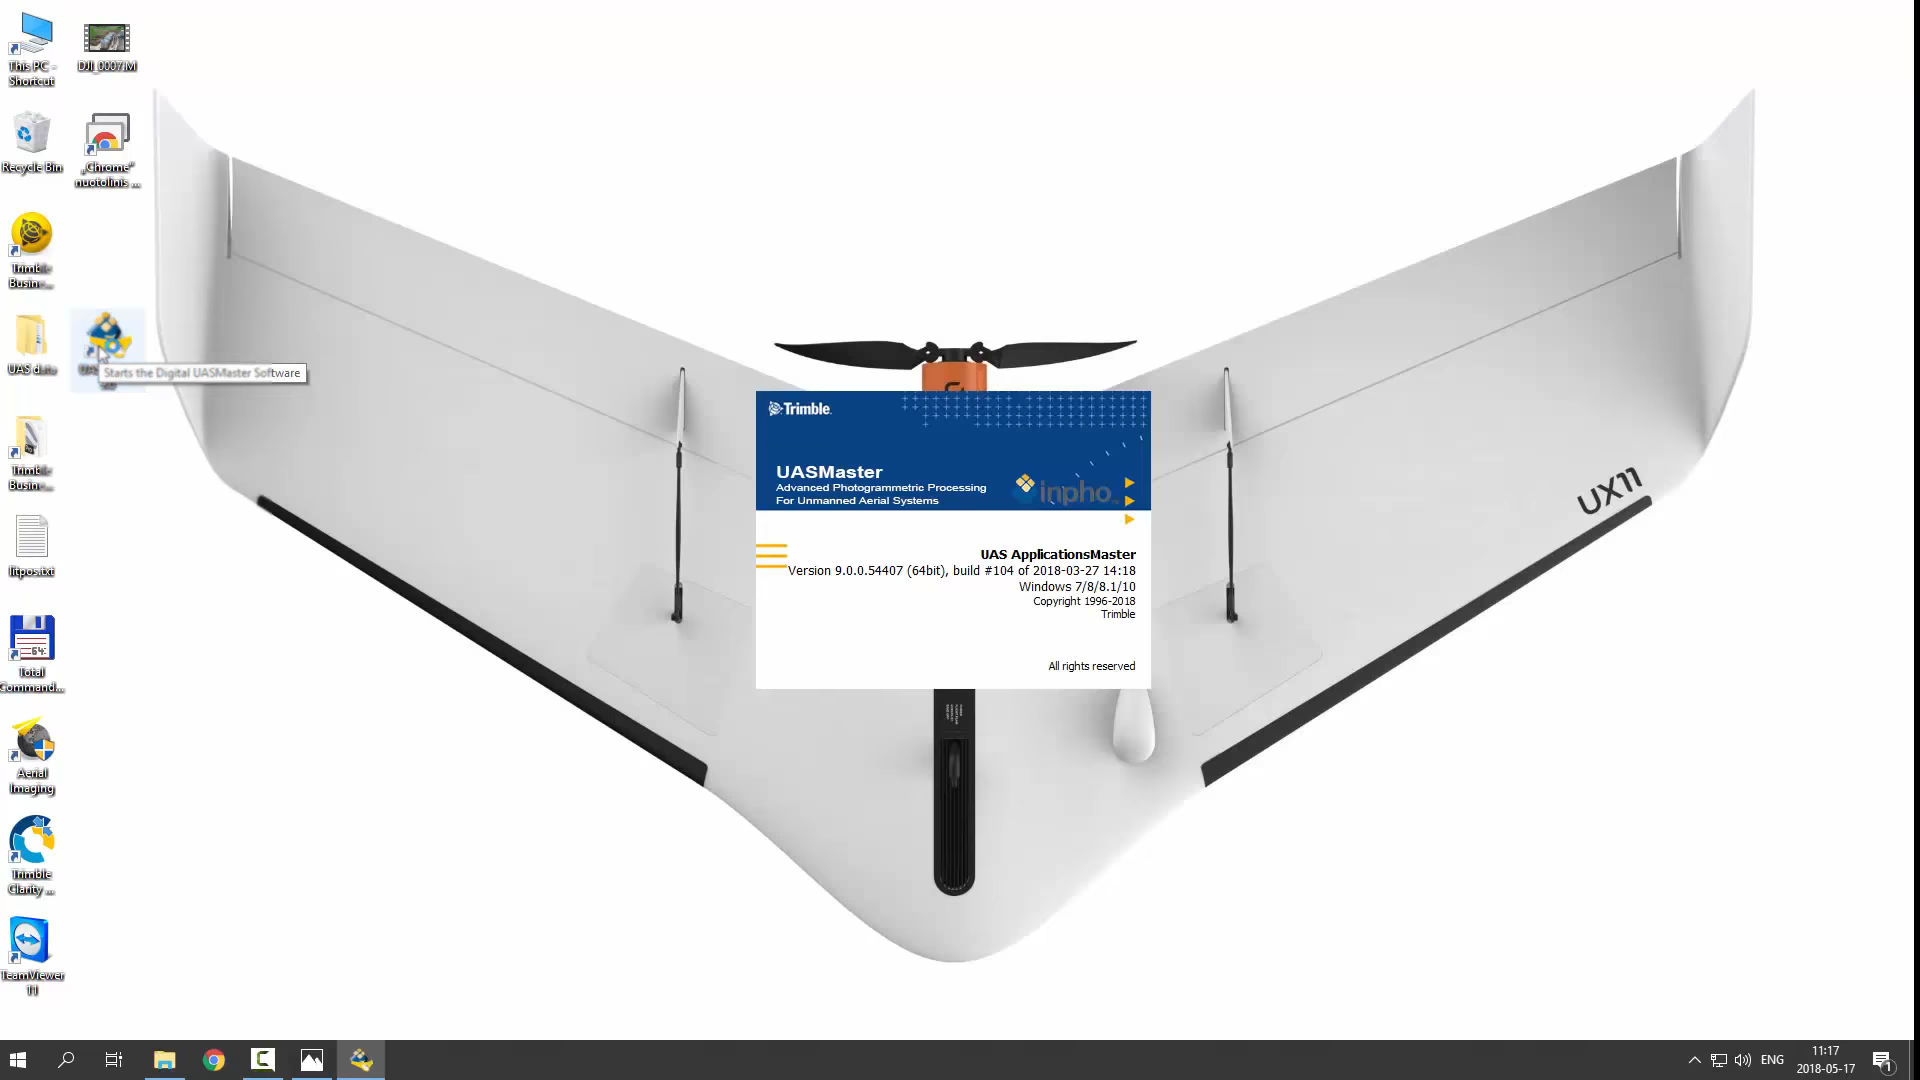 This PC -
Shortcut
DJI_0007.M
Recycle Bin
„Chrome“
nuotolinis ...
Trimble
Busin-...
UAS data
Starts the Digital UASMaster Software
Trimble
Busin-...
litpos.txt
64
Total
Command...
Aerial
Imaging
Trimble
Clarity ...
TeamViewer
11
Trimble
UASMaster
Advanced Photogrammetric Processing
For Unmanned Aerial Systems
inpho
UAS ApplicationsMaster
Version 9.0.0.54407 (64bit), build #104 of 2018-03-27 14:18
Windows 7/8/8.1/10
Copyright 1996-2018
Trimble
All rights reserved
UX11
ENG
11:17
2018-05-17
1